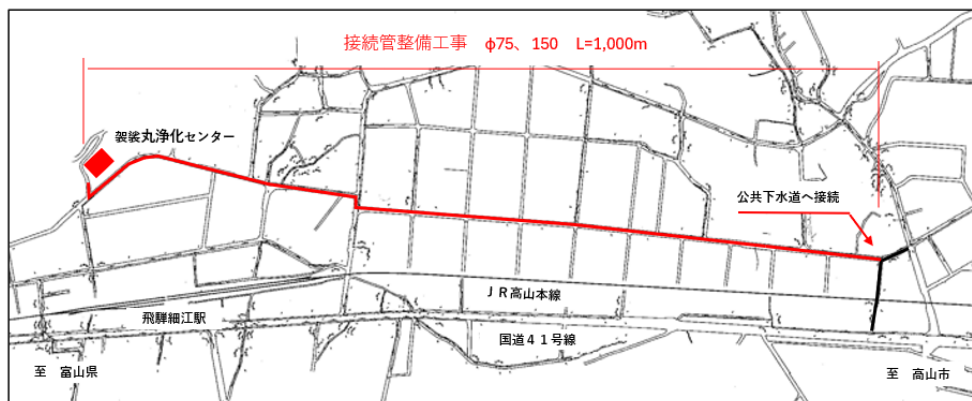 接続管整備工事 φ75、150 L=1,000m
袈裟丸浄化センター
公共下水道へ接続
ＪＲ高山本線
飛騨細江駅
国道４１号線
至 富山県
至 高山市